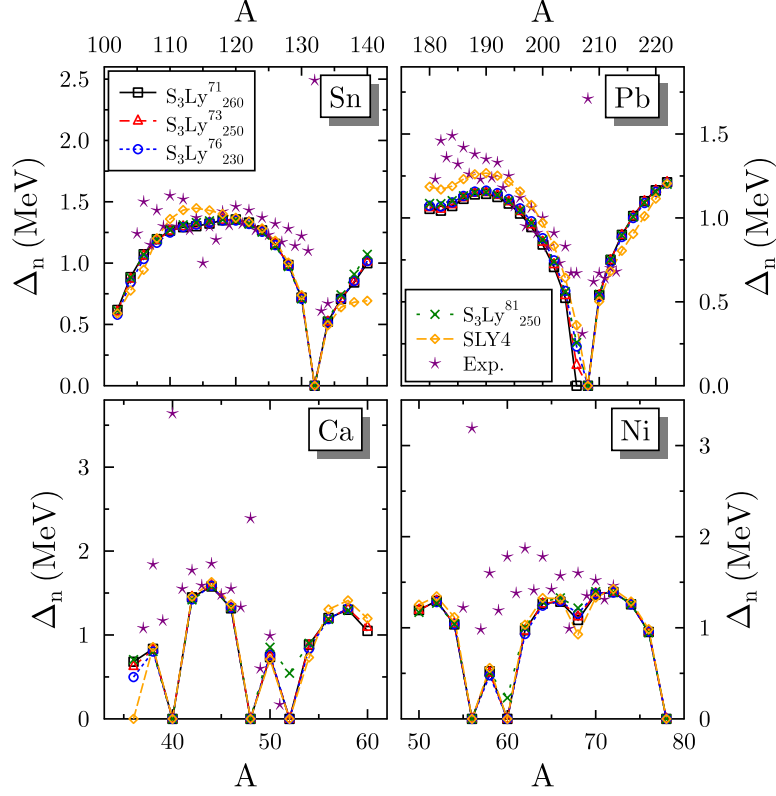 A A
100 110 120 130 140 180 190 200 210 220
2.5
2.0
1.5
1.0
0.5
0.0
Δn (MeV)
S₃Ly⁷¹₂₆₀
S₃Ly⁷³₂₅₀
S₃Ly⁷⁶₂₃₀
Sn
Pb
S₃Ly⁸¹₂₅₀
SLY4
Exp.
1.5
1.0
0.5
0.0
Δn (MeV)
3
2
1
0
Δn (MeV)
Ca
Ni
3
2
1
0
Δn (MeV)
40 50 60 50 60 70 80
A A